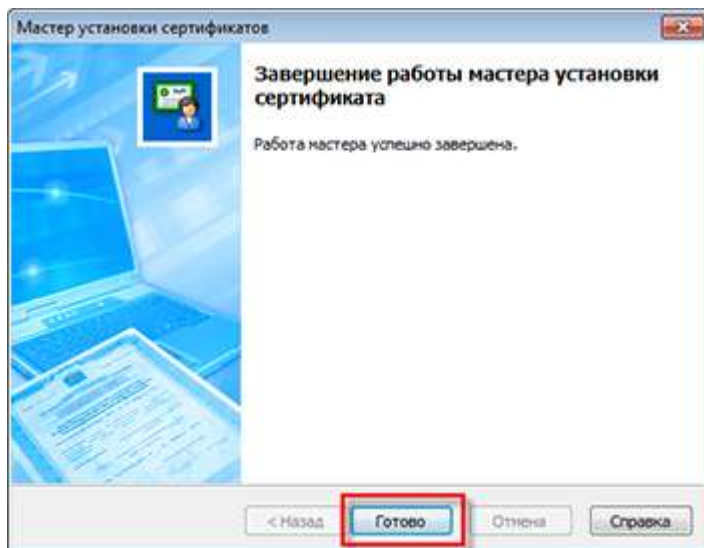 Мастер установки сертификатов
Завершение работы мастера установки
сертификата
Работа мастера успешно завершена.
< Назад
Готово
Отмена
Справка